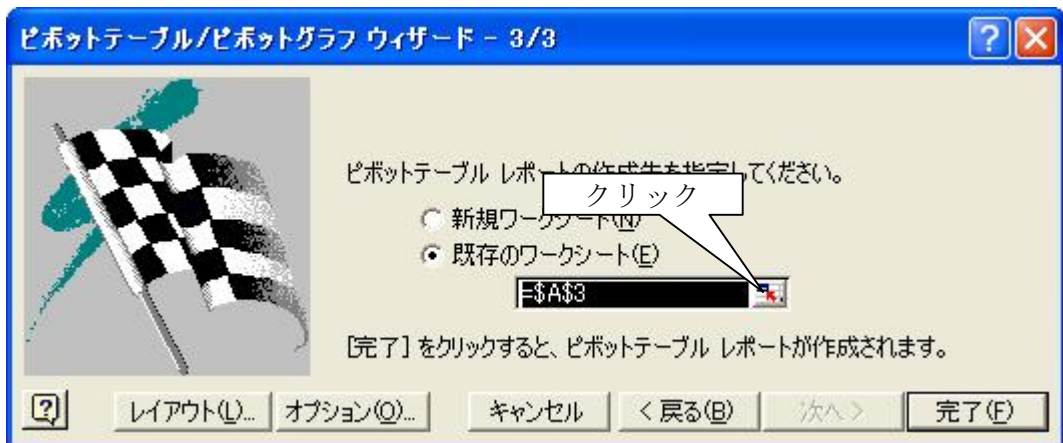 ピボットテーブル/ピボットグラフ ウィザード - 3/3
ピボットテーブル レポートの作成先を指定してください。
クリック
新規ワークシート(N)
既存のワークシート(E)
=$A$3
[完了] をクリックすると、ピボットテーブル レポートが作成されます。
レイアウト(L)... オプション(O)... キャンセル < 戻る(B) 次へ > 完了(F)